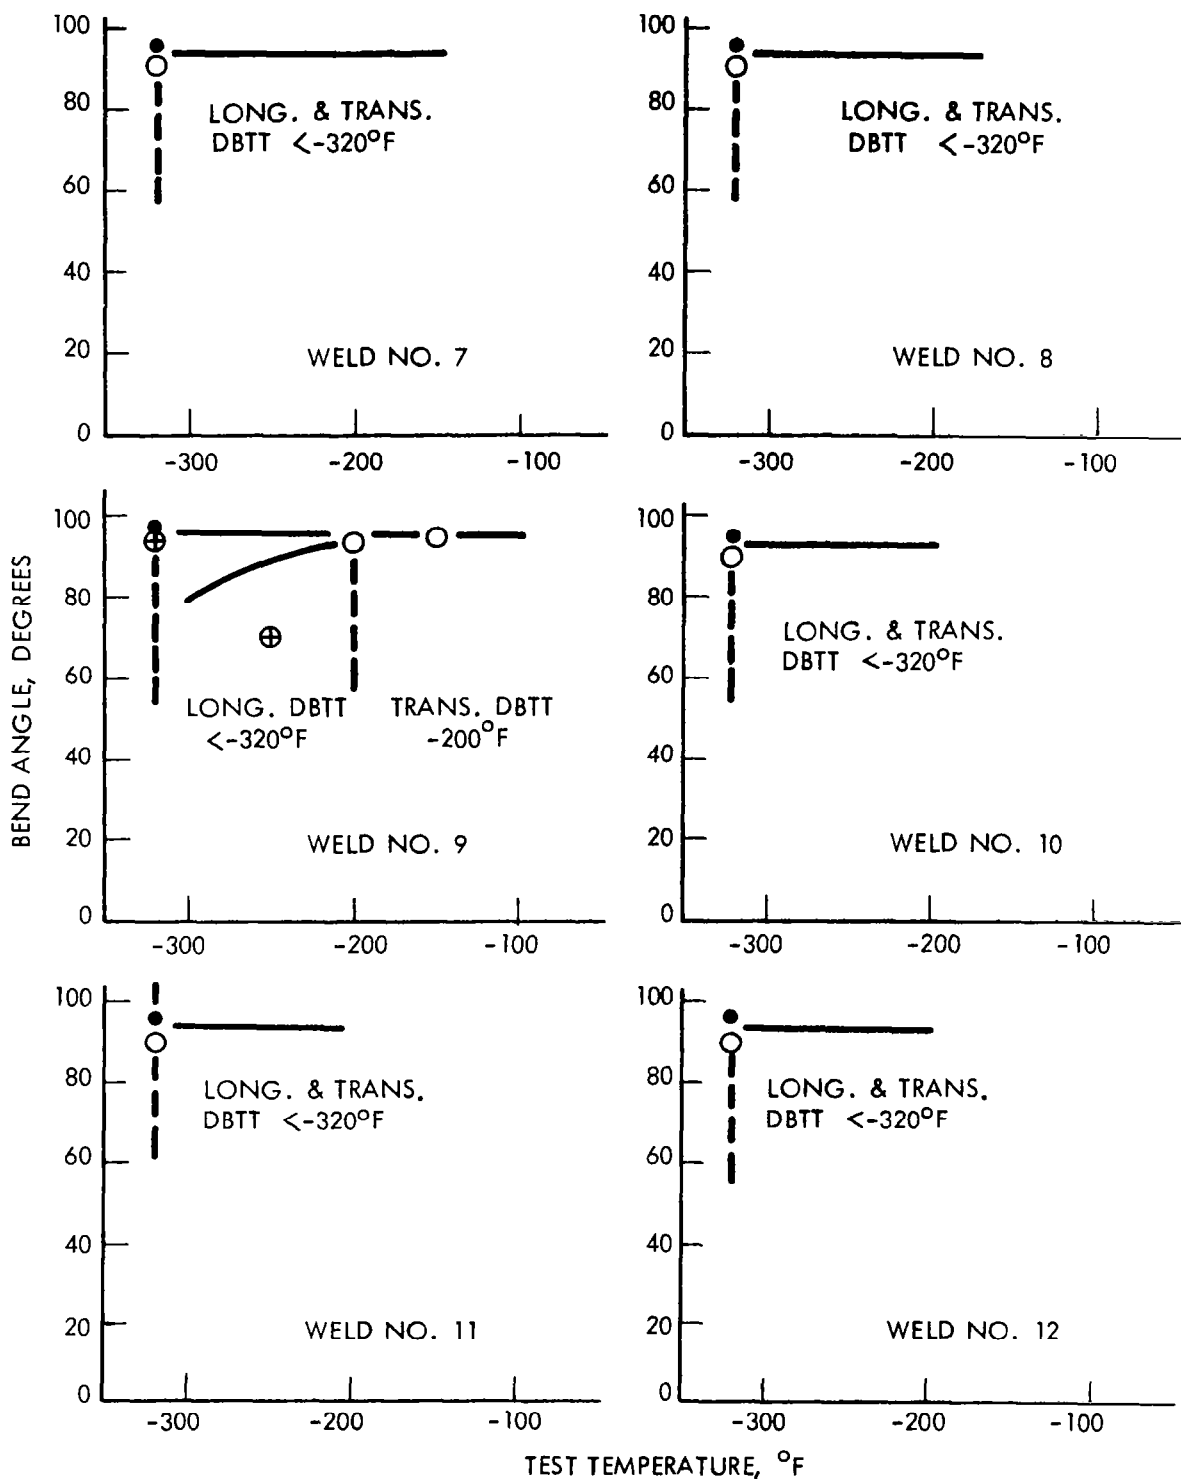 100
80
60
40
20
0
LONG. & TRANS.
DBTT <-320°F
WELD NO. 7
-300 -200 -100
100
80
60
40
20
0
LONG. & TRANS.
DBTT <-320°F
WELD NO. 8
-300 -200 -100
BEND ANGLE, DEGREES
100
80
60
40
20
0
LONG. DBTT
<-320°F
TRANS. DBTT
-200°F
WELD NO. 9
-300 -200 -100
100
80
60
40
20
0
LONG. & TRANS.
DBTT <-320°F
WELD NO. 10
-300 -200 -100
100
80
60
40
20
0
LONG. & TRANS.
DBTT <-320°F
WELD NO. 11
-300 -200 -100
100
80
60
40
20
0
LONG. & TRANS.
DBTT <-320°F
WELD NO. 12
-300 -200 -100
TEST TEMPERATURE, °F